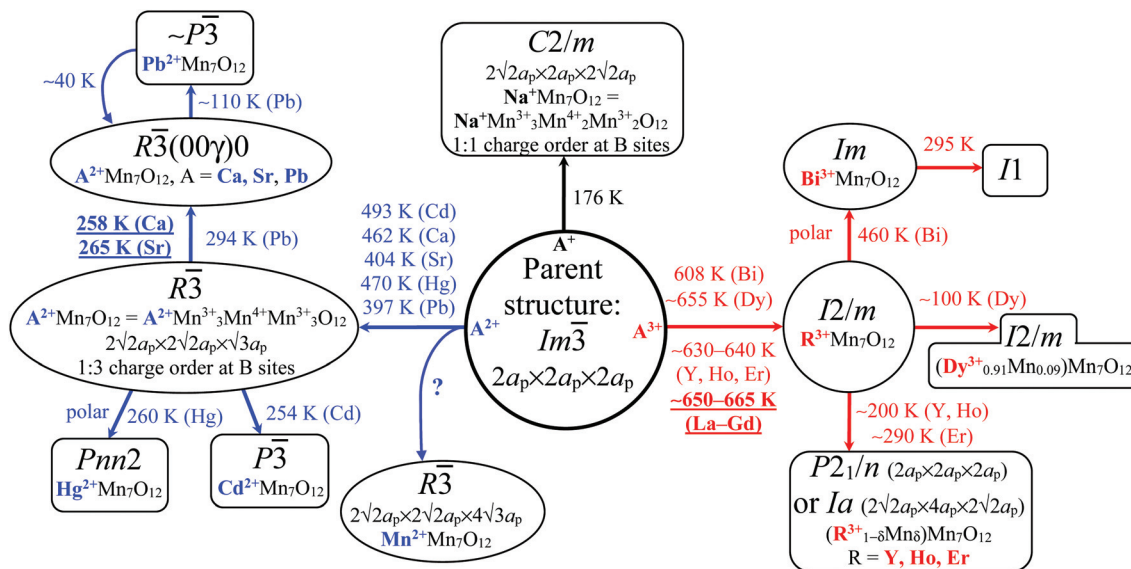 ~P3̅
Pb²⁺Mn₇O₁₂
~40 K
~110 K (Pb)
R3̅(00γ)0
A²⁺Mn₇O₁₂, A = Ca, Sr, Pb
258 K (Ca)
265 K (Sr)
294 K (Pb)
R3̅
A²⁺Mn₇O₁₂ = A²⁺Mn³⁺₃Mn⁴⁺Mn³⁺₃O₁₂
2√2aₚ×2√2aₚ×√3aₚ
1:3 charge order at B sites
polar
260 K (Hg)
254 K (Cd)
Pnn2
Hg²⁺Mn₇O₁₂
P3̅
Cd²⁺Mn₇O₁₂
493 K (Cd)
462 K (Ca)
404 K (Sr)
470 K (Hg)
397 K (Pb)
?
R3̅
2√2aₚ×2√2aₚ×4√3aₚ
Mn²⁺Mn₇O₁₂
C2/m
2√2aₚ×2aₚ×2√2aₚ
Na⁺Mn₇O₁₂ =
Na⁺Mn³⁺₃Mn⁴⁺₂Mn³⁺₂O₁₂
1:1 charge order at B sites
176 K
A⁺
Parent
structure:
A²⁺
Im3̅
A³⁺
2aₚ×2aₚ×2aₚ
608 K (Bi)
~655 K (Dy)
~630–640 K
(Y, Ho, Er)
~650–665 K
(La–Gd)
Im
Bi³⁺Mn₇O₁₂
295 K
I1
polar
460 K (Bi)
I2/m
R³⁺Mn₇O₁₂
~100 K (Dy)
I2/m
(Dy³⁺₀.₉₁Mn₀.₀₉)Mn₇O₁₂
~200 K (Y, Ho)
~290 K (Er)
P2₁/n (2aₚ×2aₚ×2aₚ)
or Ia (2√2aₚ×4aₚ×2√2aₚ)
(R³⁺₁₋δMnδ)Mn₇O₁₂
R = Y, Ho, Er